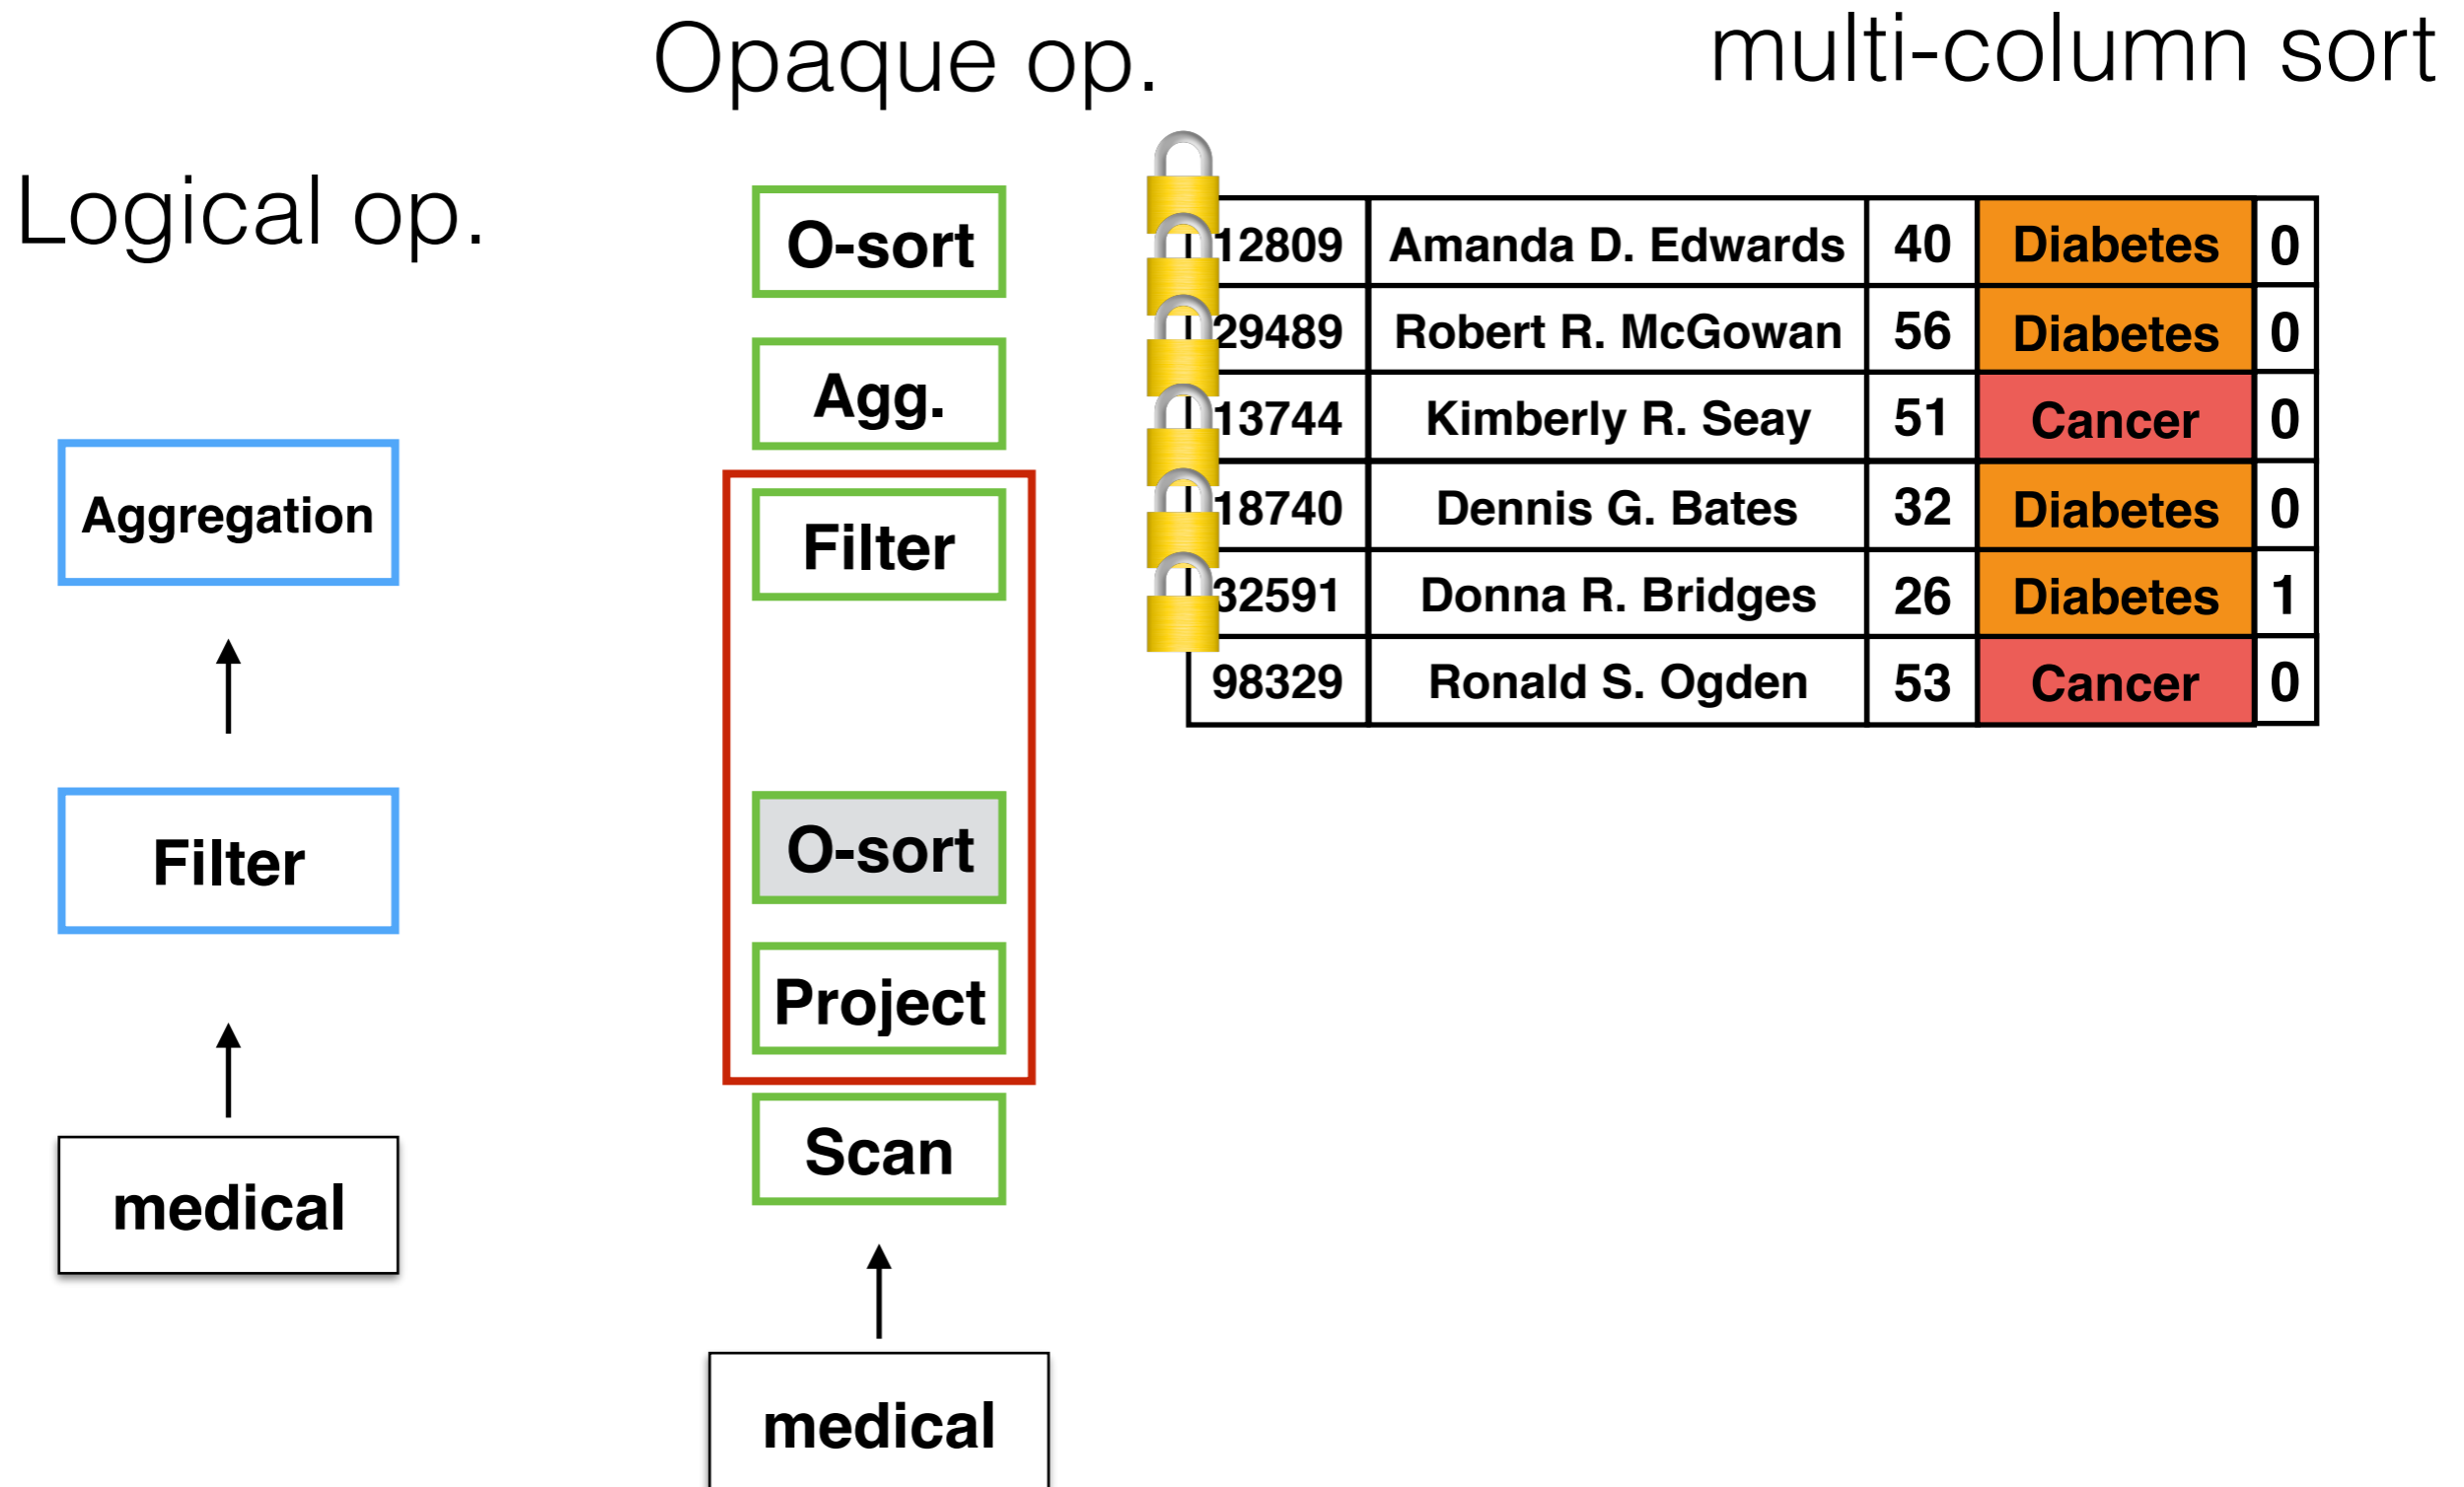 Opaque op.
multi-column sort
Logical op.
O-sort
Agg.
Filter
O-sort
Project
Scan
medical
Aggregation
Filter
medical
12809 Amanda D. Edwards 40 Diabetes 0
29489 Robert R. McGowan 56 Diabetes 0
13744 Kimberly R. Seay 51 Cancer 0
18740 Dennis G. Bates 32 Diabetes 0
32591 Donna R. Bridges 26 Diabetes 1
98329 Ronald S. Ogden 53 Cancer 0